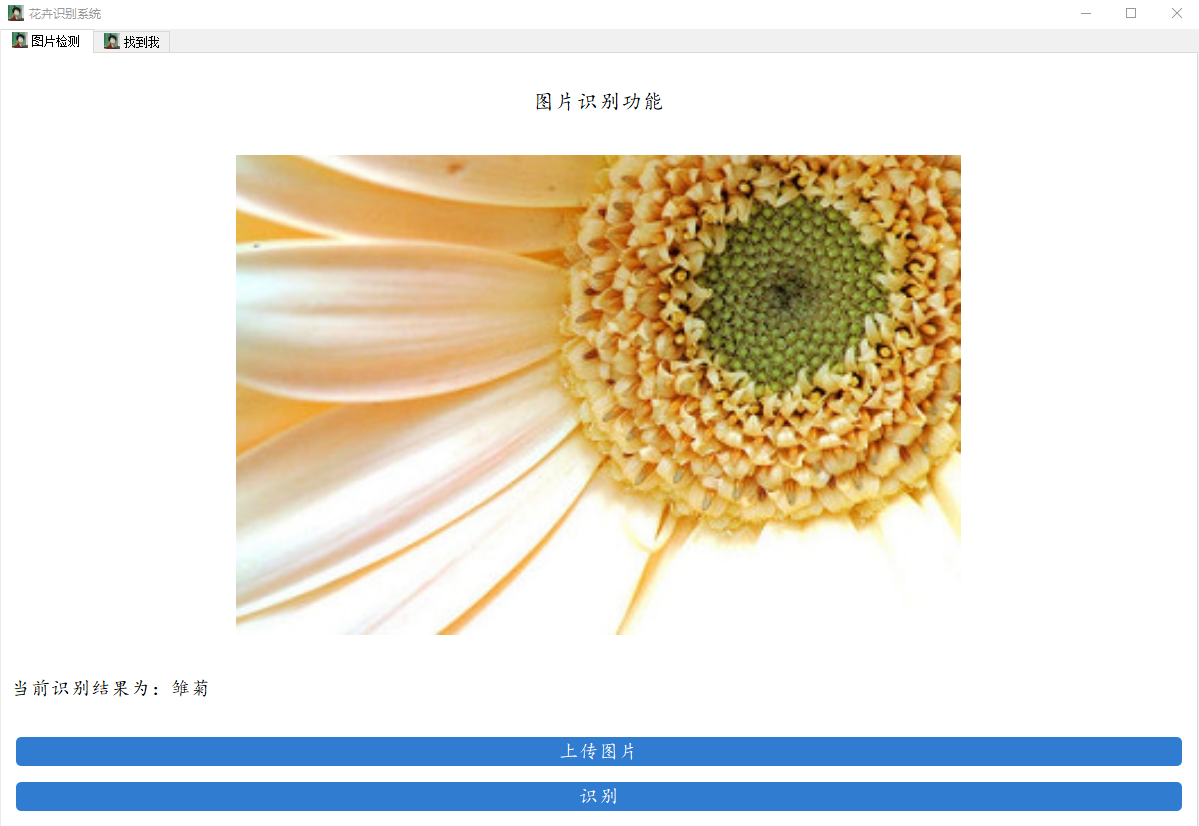 花卉识别系统
图片检测 找到我
图片识别功能
当前识别结果为：雏菊
上传图片
识别